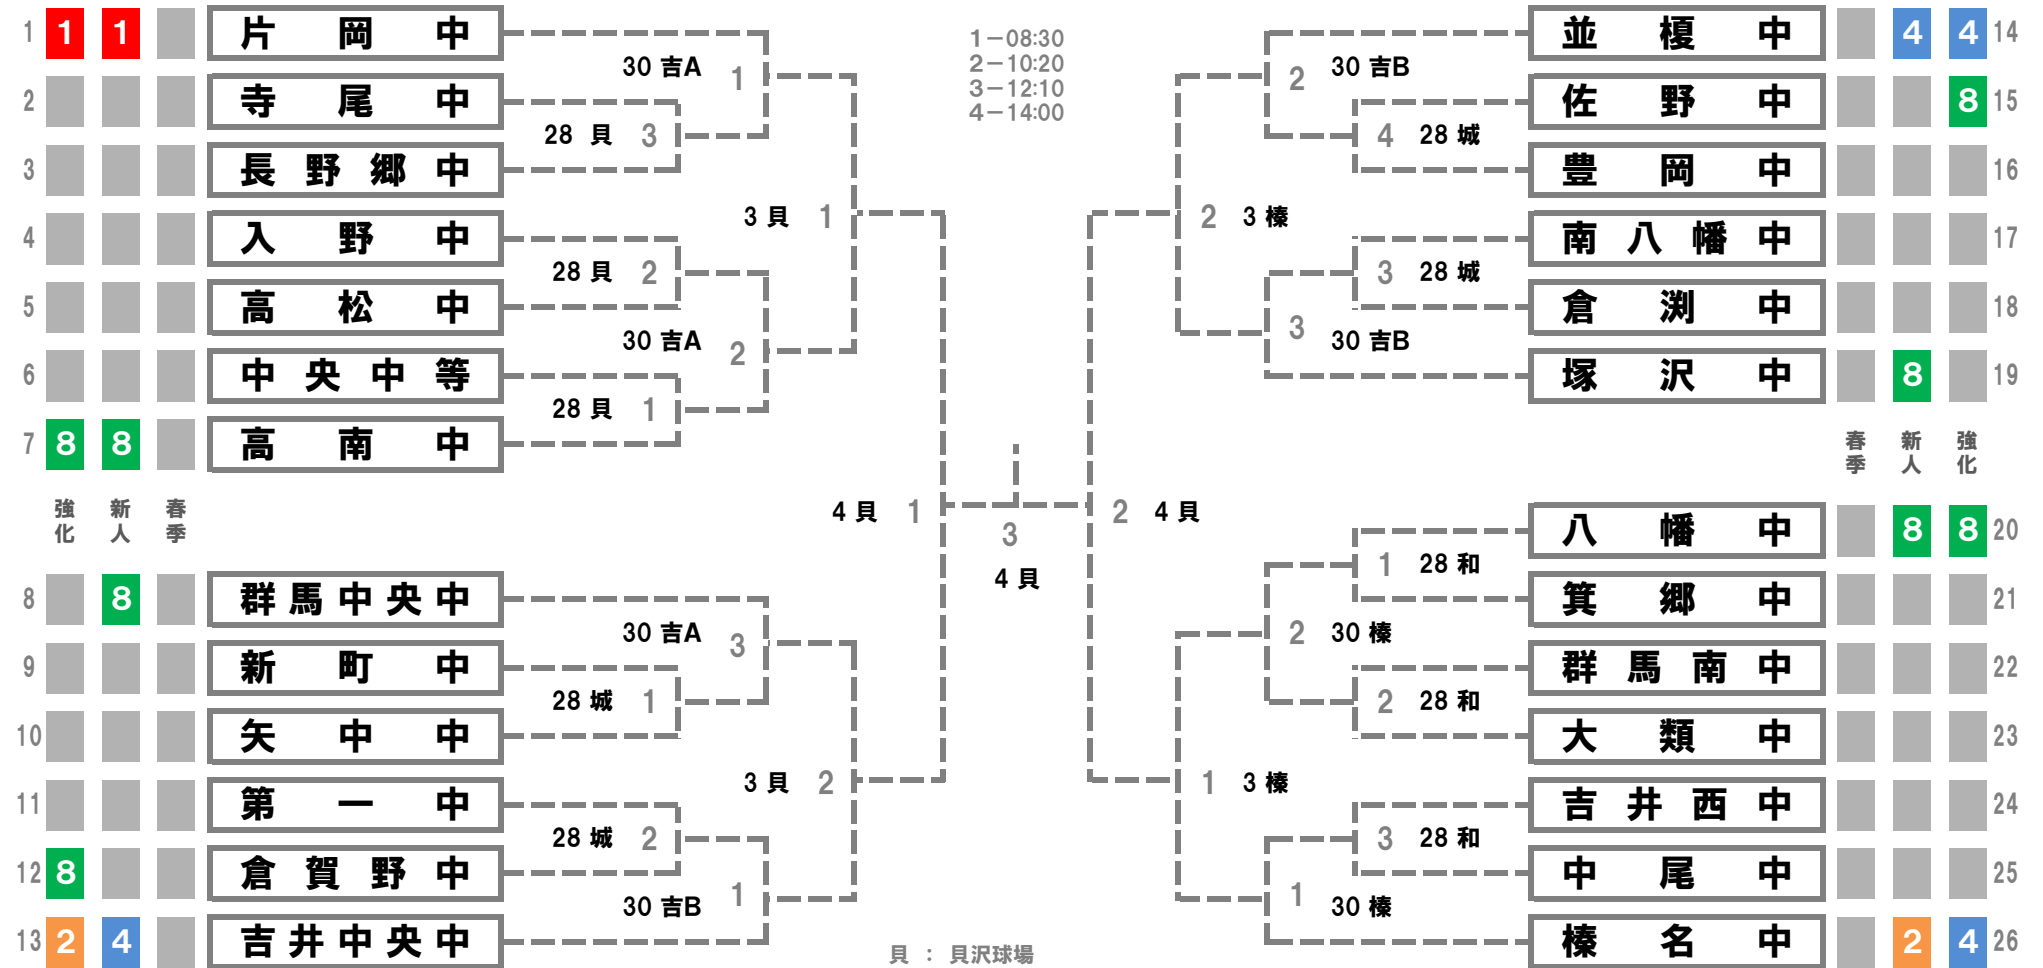 1 1 1 片岡中
30 吉A 1
2 寺尾中
28 貝 3
3 長野郷中
3 貝 1
4 入野中
28 貝 2
5 高松中
30 吉A 2
6 中央中等
28 貝 1
7 8 8 高南中
強化 新人 春季
4 貝 1
8 8 群馬中央中
30 吉A 3
9 新町中
28 城 1
10 矢中中
3 貝 2
11 第一中
28 城 2
12 8 倉賀野中
30 吉B 1
13 2 4 吉井中央中
1－08:30
2－10:20
3－12:10
4－14:00
3
4 貝
貝 ： 貝沢球場
並榎中 4 4 14
2 30 吉B
佐野中 8 15
4 28 城
豊岡中 16
2 3 榛
南八幡中 17
3 28 城
倉渕中 18
3 30 吉B
塚沢中 8 19
春季 新人 強化
2 4 貝
八幡中 8 8 20
1 28 和
箕郷中 21
2 30 榛
群馬南中 22
2 28 和
大類中 23
1 3 榛
吉井西中 24
3 28 和
中尾中 25
1 30 榛
榛名中 2 4 26